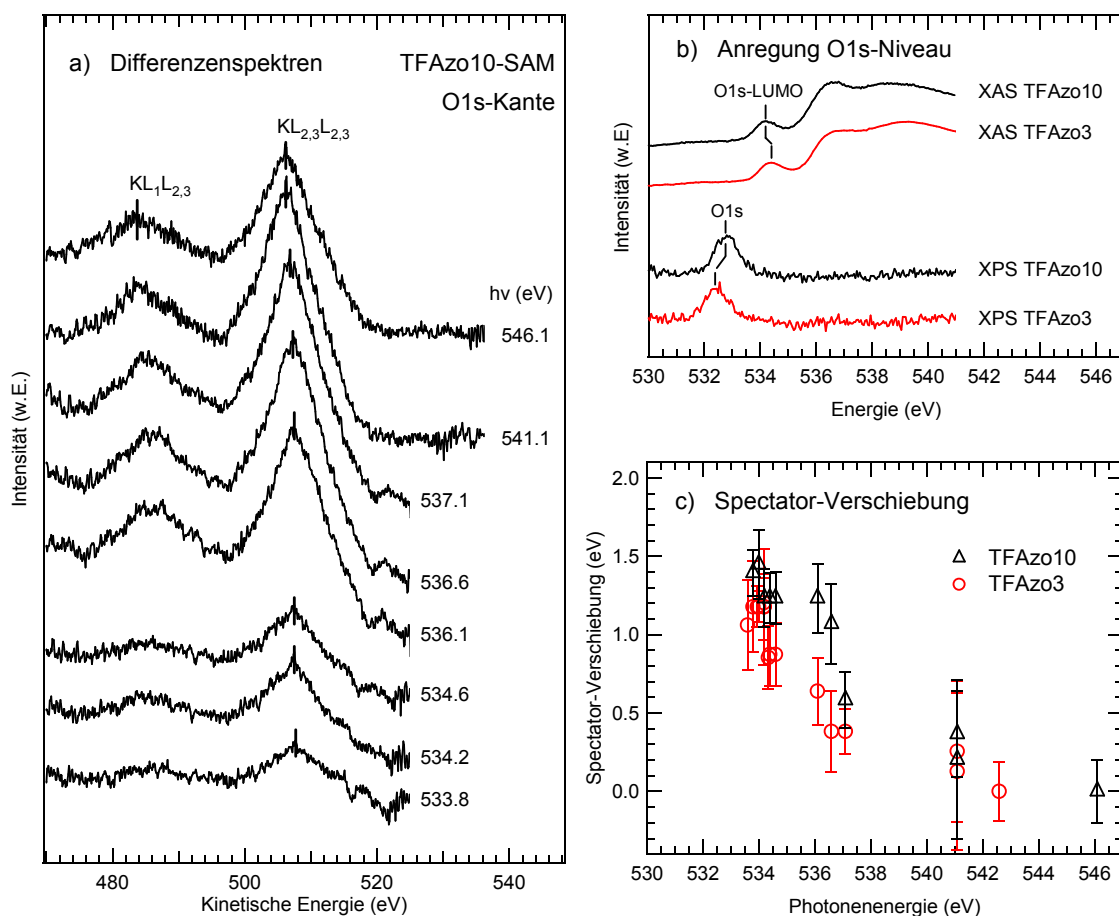 a) Differenzenspektren TFAzo10-SAM
O1s-Kante
KL2,3L2,3
KL1L2,3
hν (eV)
546.1
541.1
537.1
536.6
536.1
534.6
534.2
533.8
Intensität (w.E.)
480 500 520 540
Kinetische Energie (eV)
b) Anregung O1s-Niveau
O1s-LUMO
XAS TFAzo10
XAS TFAzo3
O1s
XPS TFAzo10
XPS TFAzo3
Intensität (w.E)
530 532 534 536 538 540 542 544 546
Energie (eV)
c) Spectator-Verschiebung
TFAzo10
TFAzo3
2.0
1.5
1.0
0.5
0.0
Spectator-Verschiebung (eV)
530 532 534 536 538 540 542 544 546
Photonenenergie (eV)